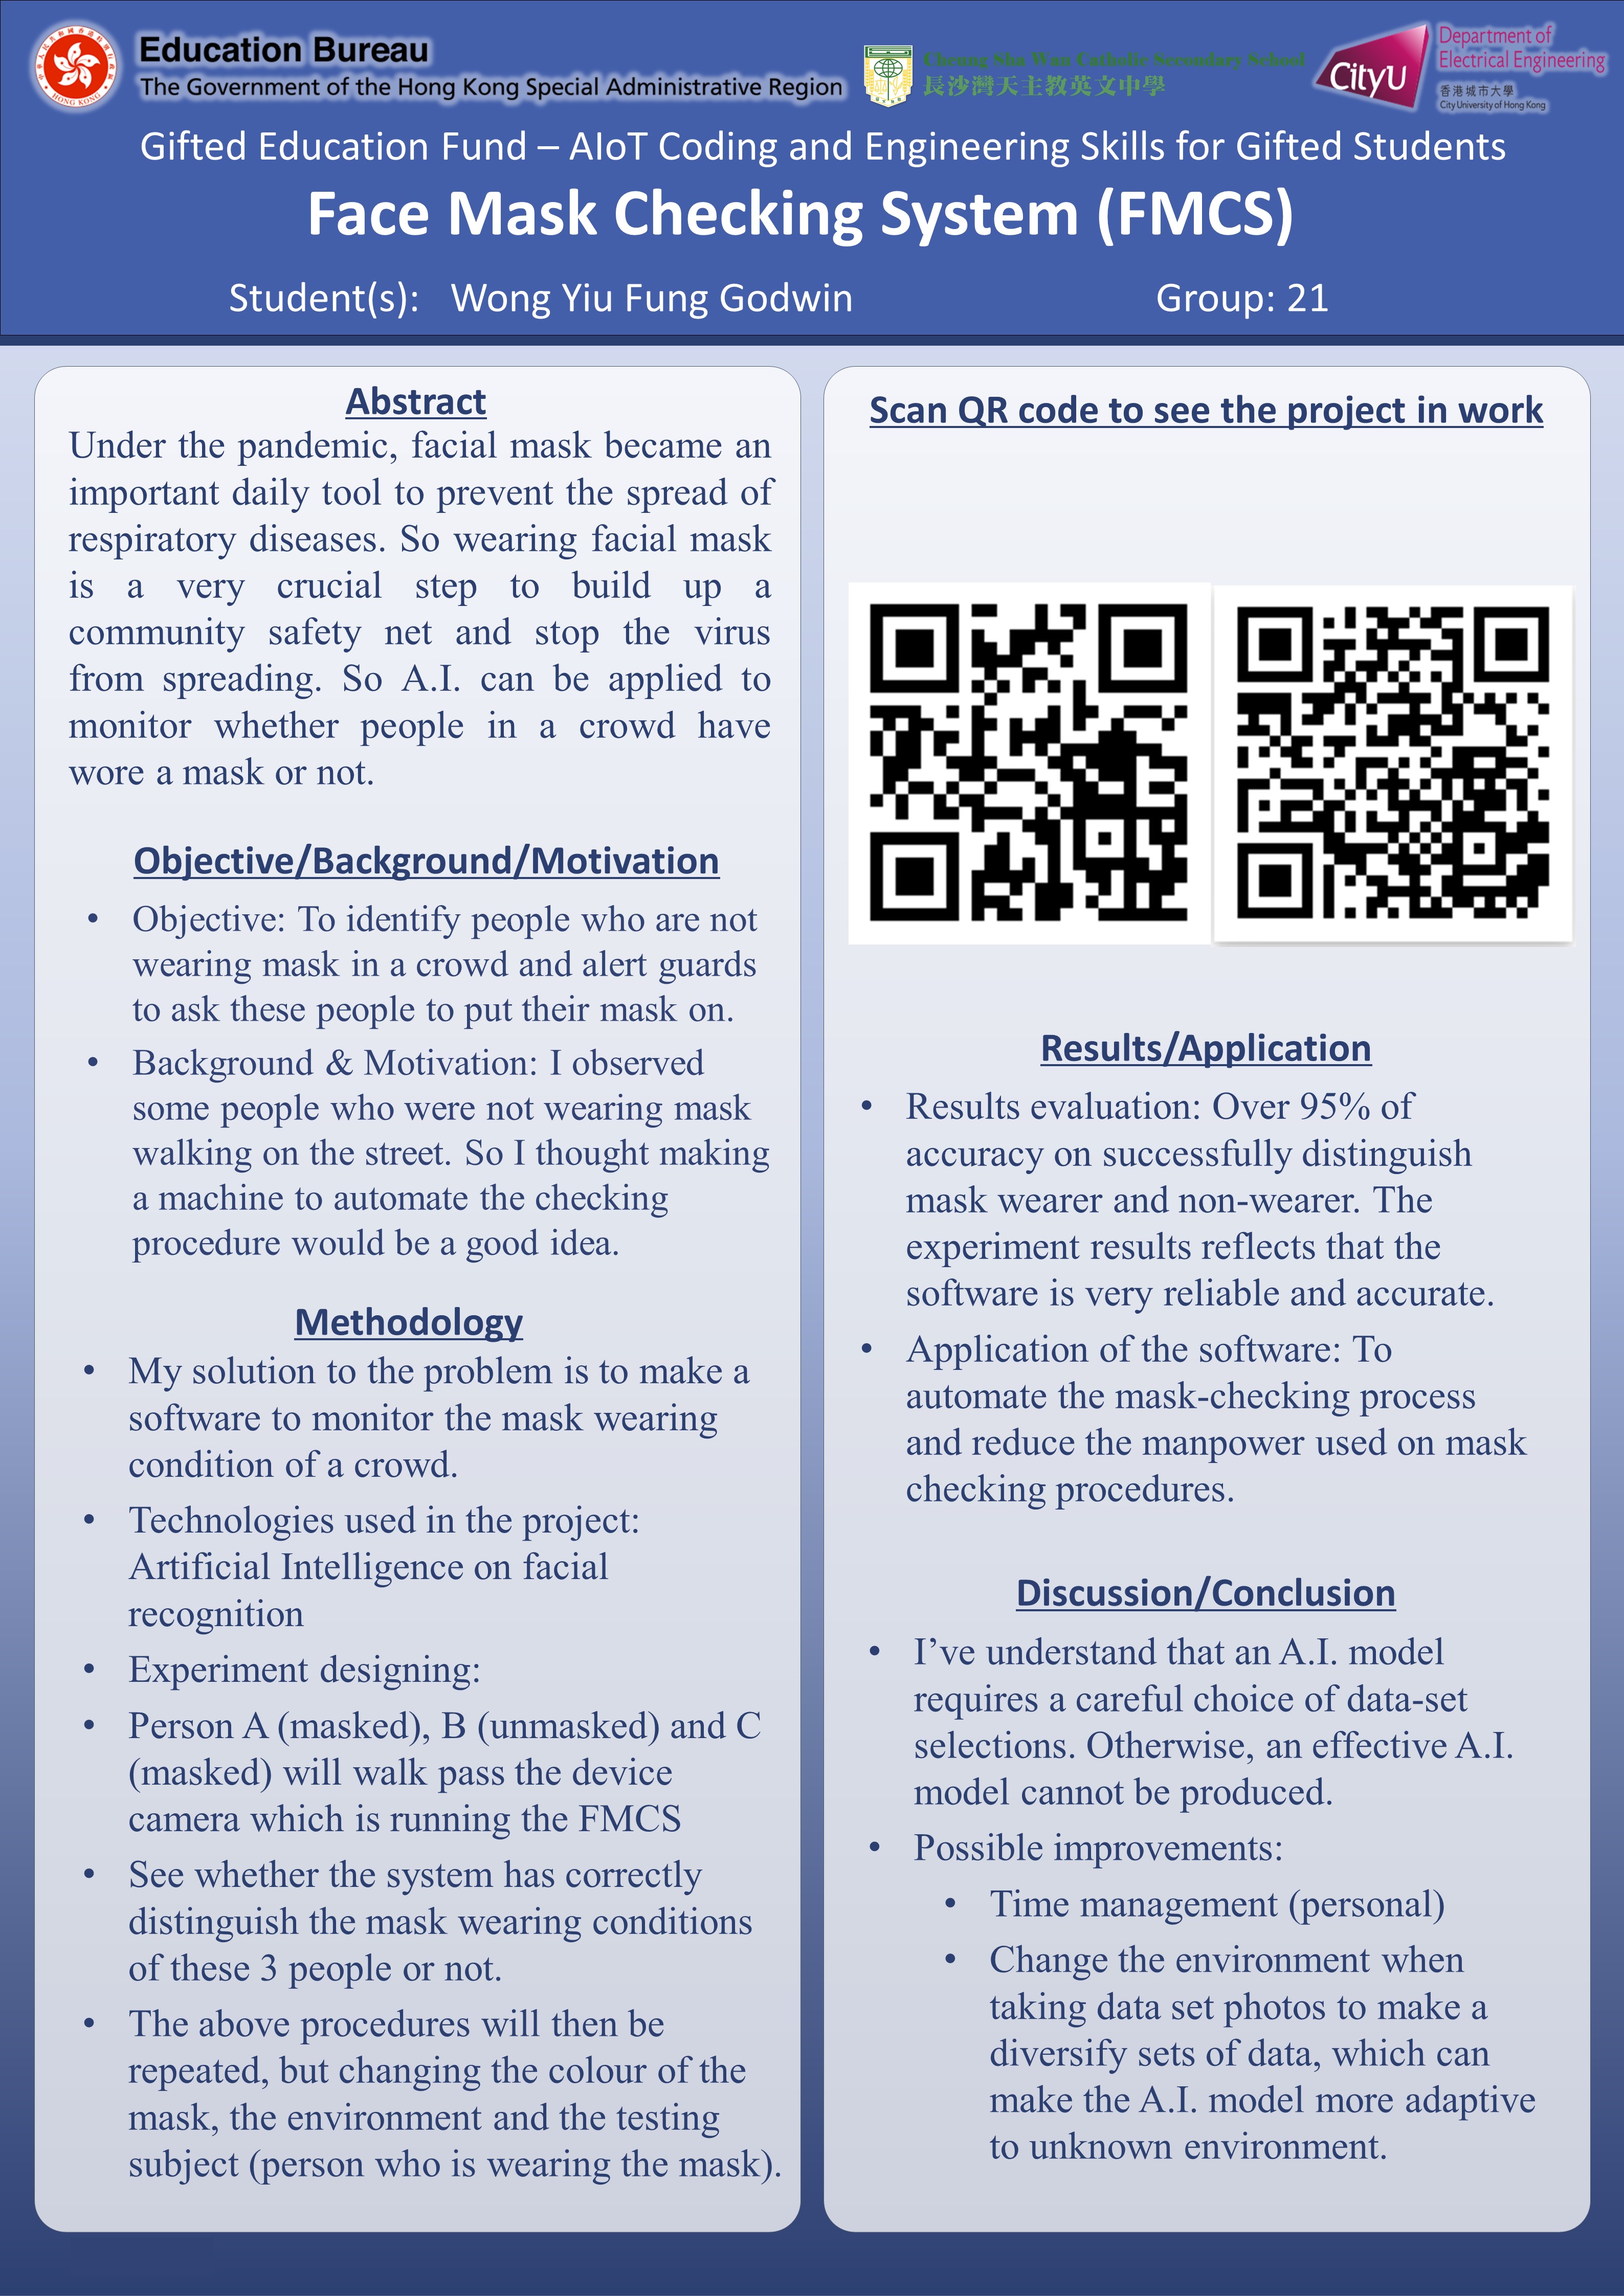 Education Bureau
The Government of the Hong Kong Special Administrative Region
HONG KONG
Cheung Sha Wan Catholic Secondary School
長沙灣天主教英文中學
CityU
Department of
Electrical Engineering
香港城市大學
City University of Hong Kong
Gifted Education Fund – AIoT Coding and Engineering Skills for Gifted Students
Face Mask Checking System (FMCS)
Student(s): Wong Yiu Fung Godwin
Group: 21
Abstract
Under the pandemic, facial mask became an
important daily tool to prevent the spread of
respiratory diseases. So wearing facial mask
is a very crucial step to build up a
community safety net and stop the virus
from spreading. So A.I. can be applied to
monitor whether people in a crowd have
wore a mask or not.
Objective/Background/Motivation
• Objective: To identify people who are not
wearing mask in a crowd and alert guards
to ask these people to put their mask on.
• Background & Motivation: I observed
some people who were not wearing mask
walking on the street. So I thought making
a machine to automate the checking
procedure would be a good idea.
Methodology
• My solution to the problem is to make a
software to monitor the mask wearing
condition of a crowd.
• Technologies used in the project:
Artificial Intelligence on facial
recognition
• Experiment designing:
• Person A (masked), B (unmasked) and C
(masked) will walk pass the device
camera which is running the FMCS
• See whether the system has correctly
distinguish the mask wearing conditions
of these 3 people or not.
• The above procedures will then be
repeated, but changing the colour of the
mask, the environment and the testing
subject (person who is wearing the mask).
Scan QR code to see the project in work
Results/Application
• Results evaluation: Over 95% of
accuracy on successfully distinguish
mask wearer and non-wearer. The
experiment results reflects that the
software is very reliable and accurate.
• Application of the software: To
automate the mask-checking process
and reduce the manpower used on mask
checking procedures.
Discussion/Conclusion
• I’ve understand that an A.I. model
requires a careful choice of data-set
selections. Otherwise, an effective A.I.
model cannot be produced.
• Possible improvements:
• Time management (personal)
• Change the environment when
taking data set photos to make a
diversify sets of data, which can
make the A.I. model more adaptive
to unknown environment.